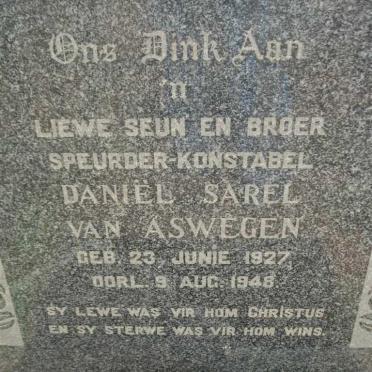 Ons Dink Aan
'n
LIEWE SEUN EN BROER
SPEURDER-KONSTABEL
DANIËL SAREL
VAN ASWEGEN
GEB. 23. JUNIE 1927
OORL. 9 AUG. 1948
SY LEWE WAS VIR HOM CHRISTUS
EN SY STERWE WAS VIR HOM WINS.